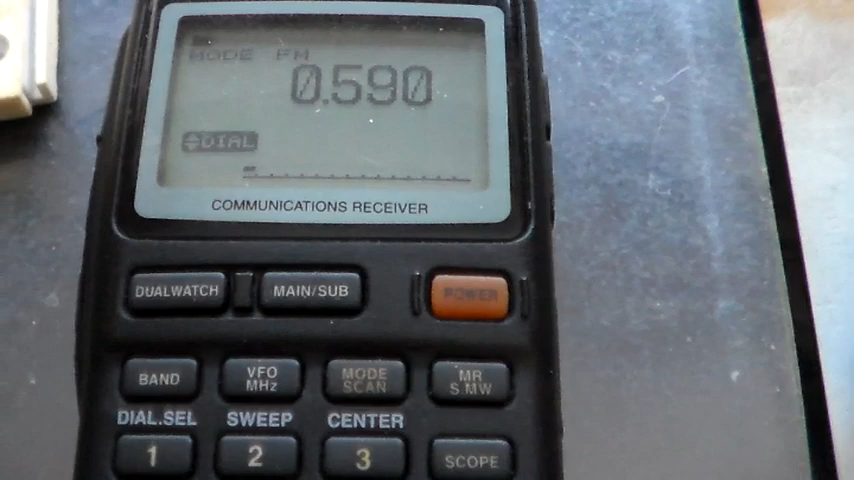 MODE FM
0.590
DIAL
COMMUNICATIONS RECEIVER
DUALWATCH MAIN/SUB POWER
BAND VFO MHz MODE SCAN MR S.MW
DIAL.SEL SWEEP CENTER
1 2 3 SCOPE